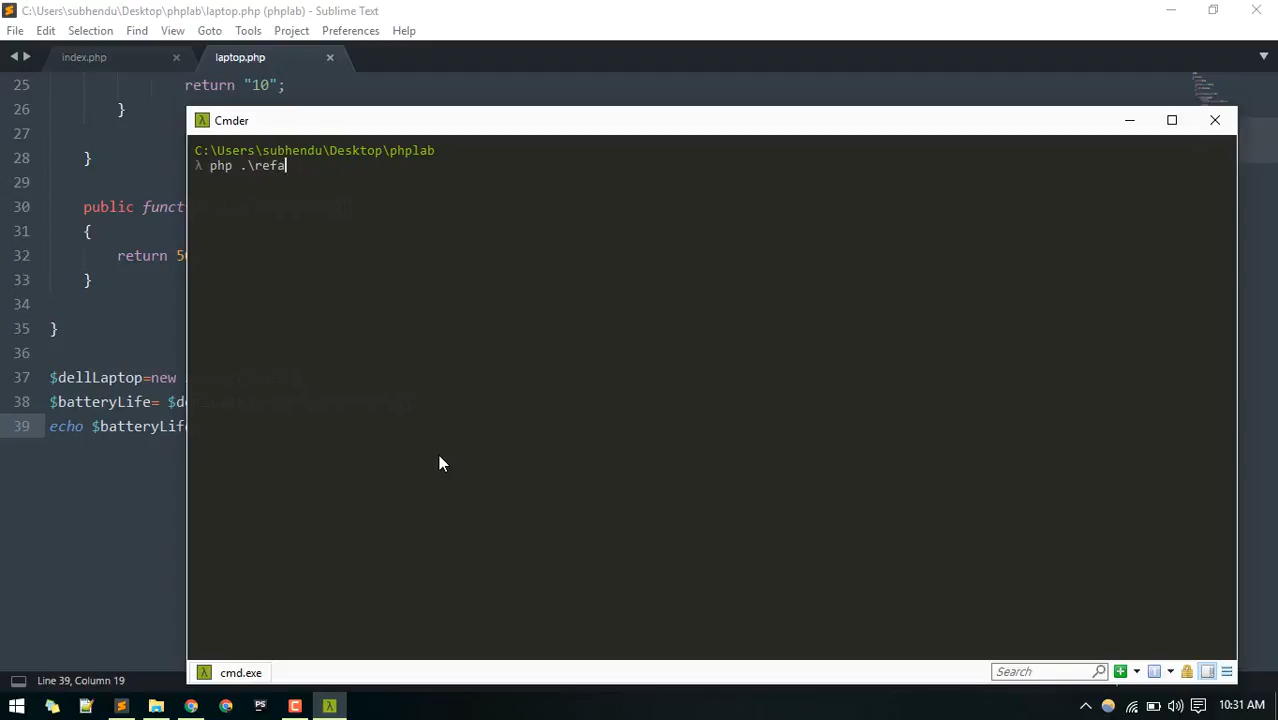 C:\Users\subhendu\Desktop\phplab\laptop.php (phplab) - Sublime Text
File Edit Selection Find View Goto Tools Project Preferences Help
index.php laptop.php
25 return "10";
26 }
Cmder
27
C:\Users\subhendu\Desktop\phplab
28 }
λ php .\refa
29
30 public funct
31 {
32 return 5
33 }
34
35 }
36
37 $dellLaptop=new
38 $batteryLife= $d
39 echo $batteryLif
cmd.exe
Search
Line 39, Column 19
10:31 AM